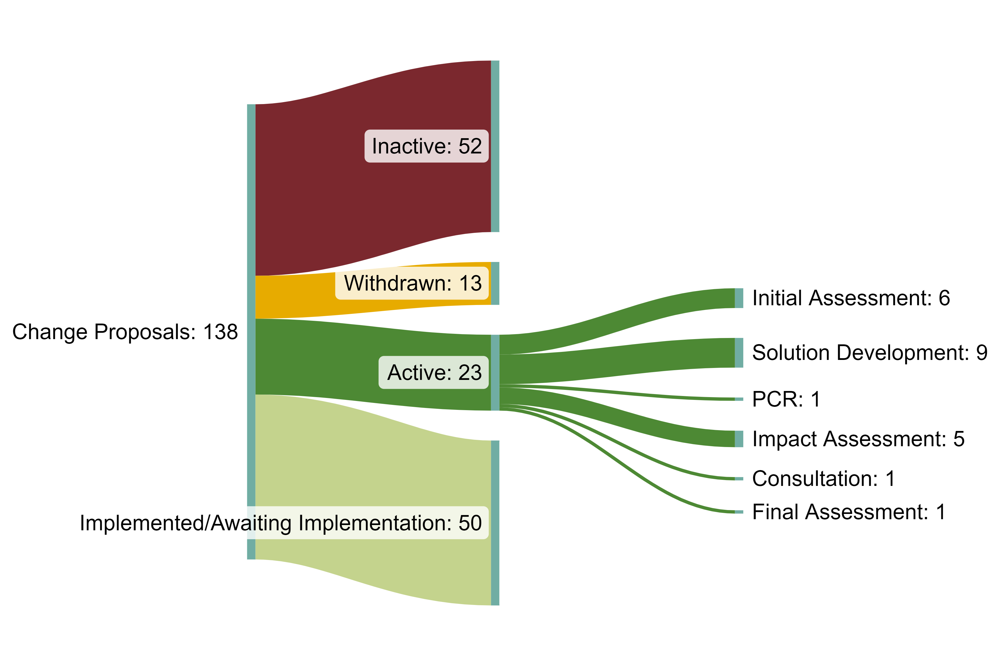 Change Proposals: 138
Inactive: 52
Withdrawn: 13
Active: 23
Implemented/Awaiting Implementation: 50
Initial Assessment: 6
Solution Development: 9
PCR: 1
Impact Assessment: 5
Consultation: 1
Final Assessment: 1